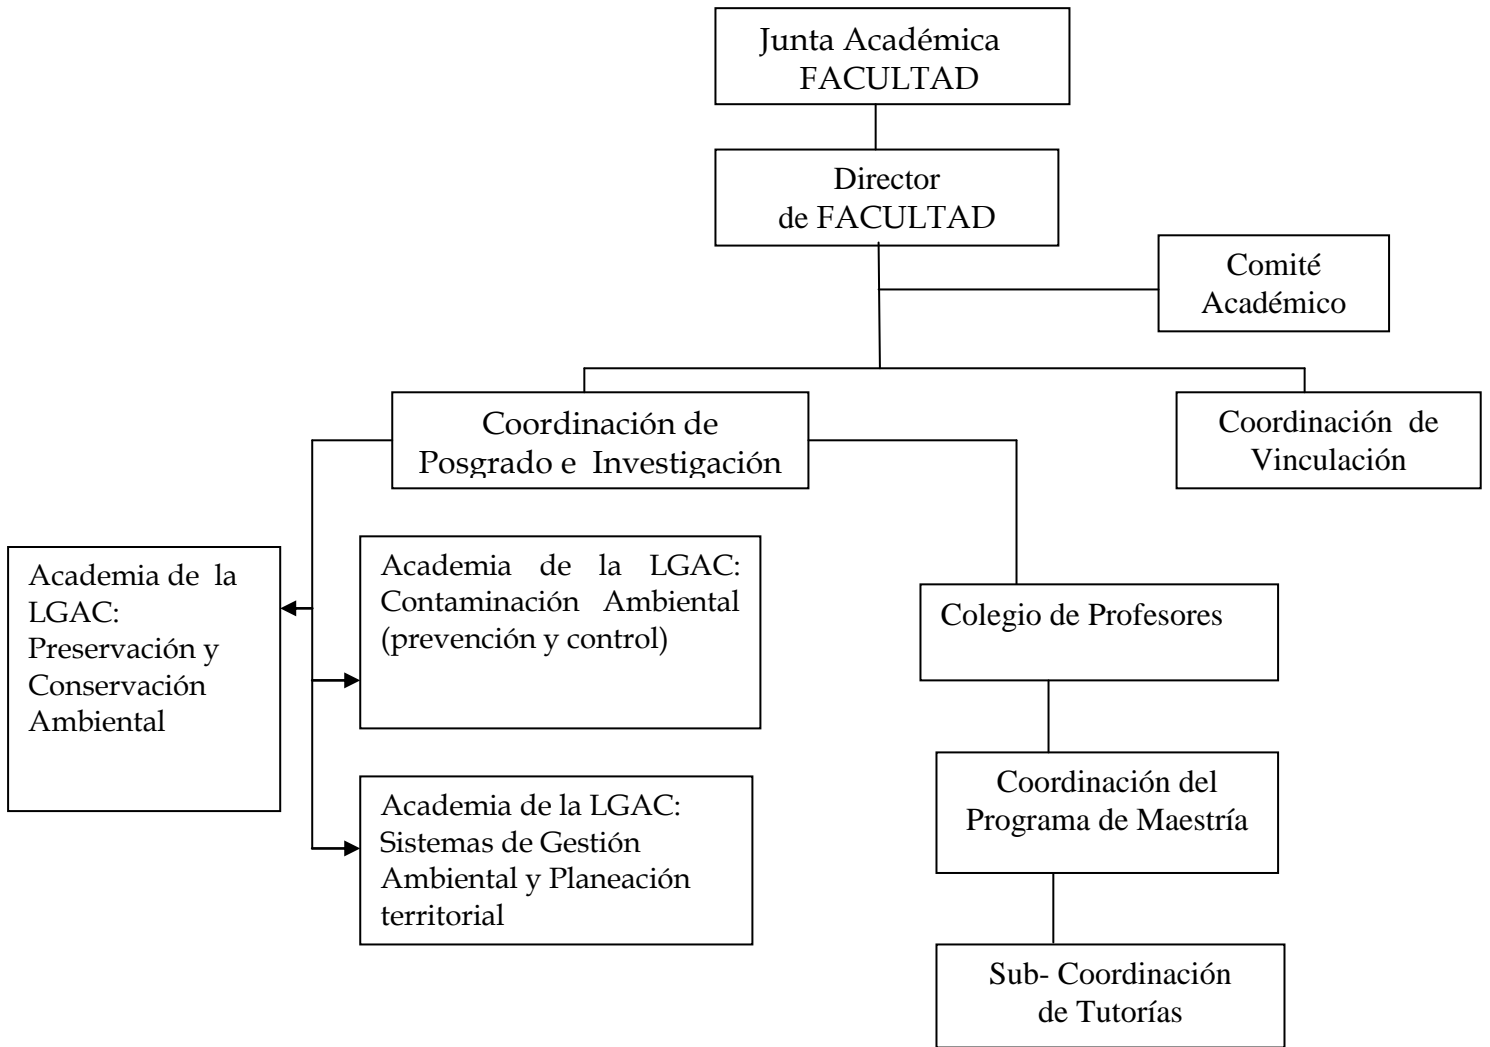 Junta Académica
FACULTAD
Director
de FACULTAD
Comité
Académico
Coordinación de
Posgrado e Investigación
Coordinación de
Vinculación
Academia de la
LGAC:
Preservación y
Conservación
Ambiental
Academia de la LGAC:
Contaminación Ambiental
(prevención y control)
Colegio de Profesores
Academia de la LGAC:
Sistemas de Gestión
Ambiental y Planeación
territorial
Coordinación del
Programa de Maestría
Sub- Coordinación
de Tutorías